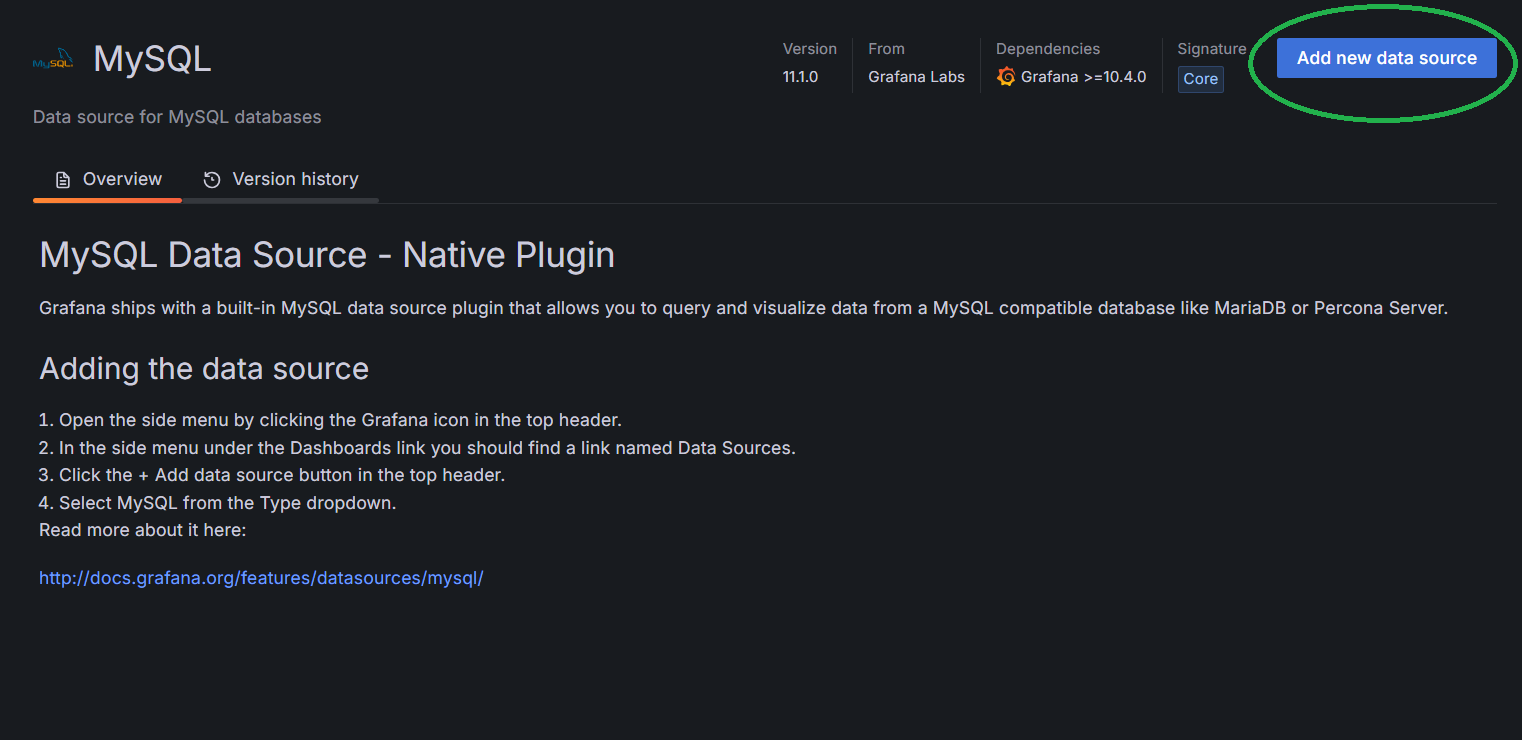 MySQL. MySQL
Version
From
Dependencies
Signature
Add new data source
11.1.0
Grafana Labs
Grafana >=10.4.0
Core
Data source for MySQL databases
Overview
Version history
MySQL Data Source - Native Plugin
Grafana ships with a built-in MySQL data source plugin that allows you to query and visualize data from a MySQL compatible database like MariaDB or Percona Server.
Adding the data source
1. Open the side menu by clicking the Grafana icon in the top header.
2. In the side menu under the Dashboards link you should find a link named Data Sources.
3. Click the + Add data source button in the top header.
4. Select MySQL from the Type dropdown.
Read more about it here:
http://docs.grafana.org/features/datasources/mysql/